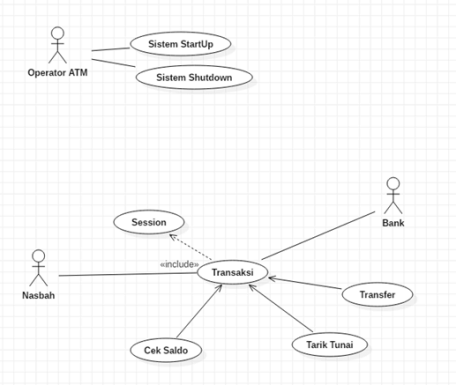 Sistem StartUp
Operator ATM
Sistem Shutdown
Bank
Session
«include»
Transaksi
Nasbah
Transfer
Tarik Tunai
Cek Saldo